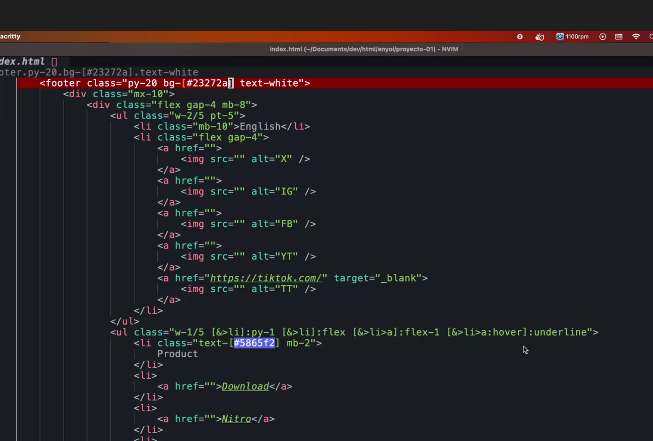 acritty
1100rpm
index.html (~/Documents/dev/html/enyoi/proyecto-01) - NVIM
dex.html []
ooter.py-20.bg-[#23272a].text-white
<footer class="py-20 bg-[#23272a] text-white">
<div class="mx-10">
<div class="flex gap-4 mb-8">
<ul class="w-2/5 pt-5">
<li class="mb-10">English</li>
<li class="flex gap-4">
<a href="">
<img src="" alt="X" />
</a>
<a href="">
<img src="" alt="IG" />
</a>
<a href="">
<img src="" alt="FB" />
</a>
<a href="">
<img src="" alt="YT" />
</a>
<a href="https://tiktok.com/" target="_blank">
<img src="" alt="TT" />
</a>
</li>
</ul>
<ul class="w-1/5 [&>li]:py-1 [&>li]:flex [&>li>a]:flex-1 [&>li>a:hover]:underline">
<li class="text-[#5865f2] mb-2">
Product
</li>
<li>
<a href="">Download</a>
</li>
<li>
<a href="">Nitro</a>
</li>
<li>